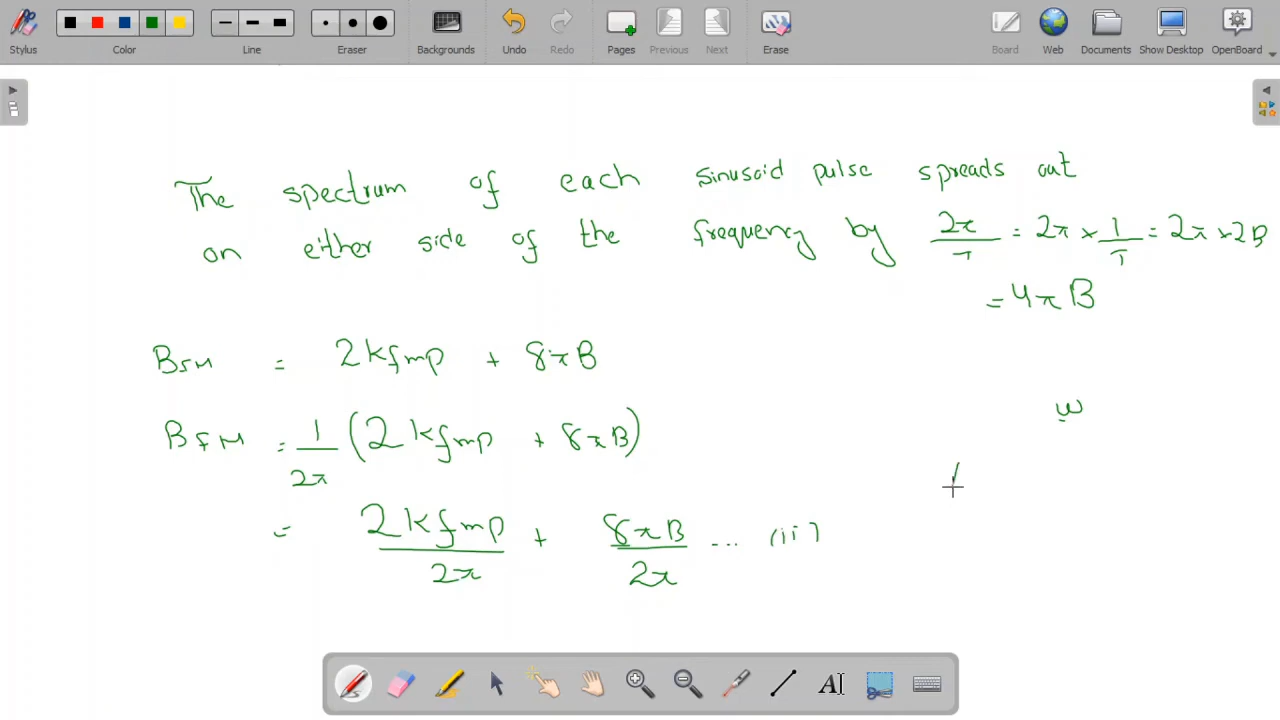 Stylus Color Line Eraser Backgrounds Undo Redo Pages Previous Next Erase Board Web Documents Show Desktop OpenBoard
The spectrum of each sinusoid pulse spreads out
on either side of the frequency by 2π/T = 2π × 1/T = 2π × 2B
= 4πB
BFM = 2kfmp + 8πB
ω
BFM = 1/2π (2kfmp + 8πB)
= 2kfmp/2π + 8πB/2π ... (iii)